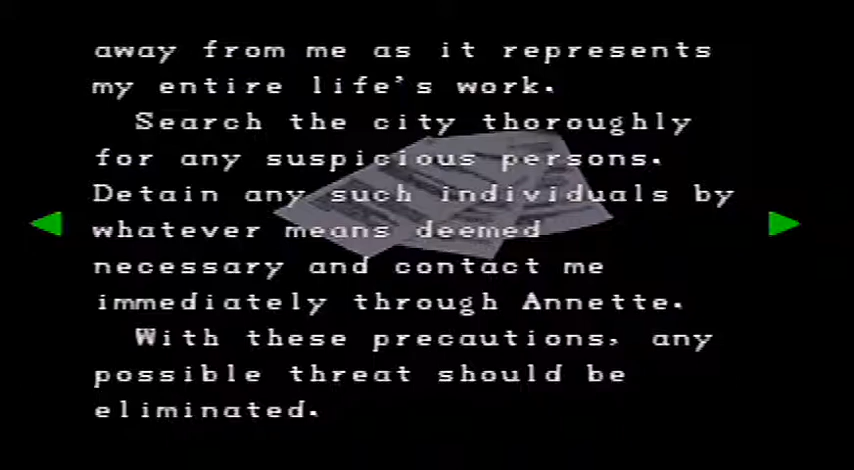 away from me as it represents
my entire life's work.
Search the city thoroughly
for any suspicious persons.
Detain any such individuals by
whatever means deemed
necessary and contact me
immediately through Annette.
With these precautions, any
possible threat should be
eliminated.